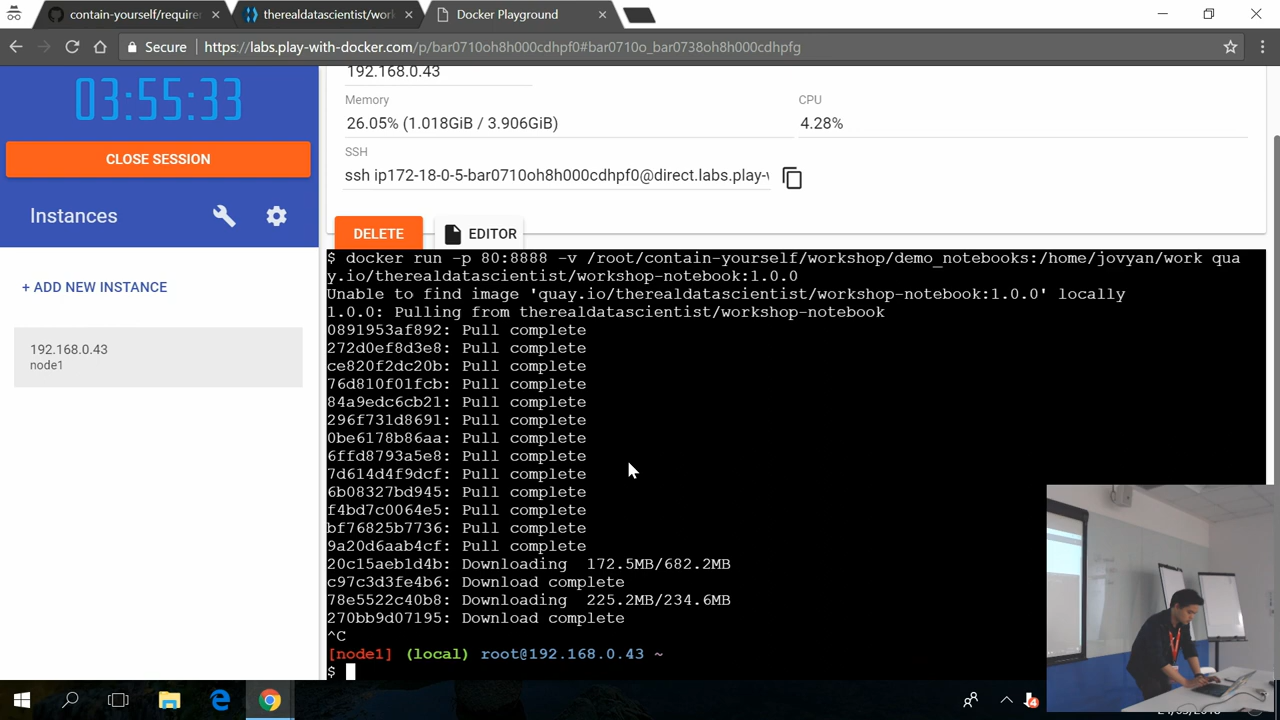 contain-yourself/require
therealdatascientist/work
Docker Playground
Secure
https://labs.play-with-docker.com/p/bar0710oh8h000cdhpf0#bar0710o_bar0738oh8h000cdhpfg
03:55:33
CLOSE SESSION
Instances
+ ADD NEW INSTANCE
192.168.0.43
node1
192.168.0.43
Memory
CPU
26.05% (1.018GiB / 3.906GiB)
4.28%
SSH
ssh ip172-18-0-5-bar0710oh8h000cdhpf0@direct.labs.play-
DELETE
EDITOR
$ docker run -p 80:8888 -v /root/contain-yourself/workshop/demo_notebooks:/home/jovyan/work qua
y.io/therealdatascientist/workshop-notebook:1.0.0
Unable to find image 'quay.io/therealdatascientist/workshop-notebook:1.0.0' locally
1.0.0: Pulling from therealdatascientist/workshop-notebook
0891953af892: Pull complete
272d0ef8d3e8: Pull complete
ce820f2dc20b: Pull complete
76d810f01fcb: Pull complete
84a9edc6cb21: Pull complete
296f731d8691: Pull complete
0be6178b86aa: Pull complete
6ffd8793a5e8: Pull complete
7d614d4f9dcf: Pull complete
6b08327bd945: Pull complete
f4bd7c0064e5: Pull complete
bf76825b7736: Pull complete
9a20d6aab4cf: Pull complete
20c15aeb1d4b: Downloading 172.5MB/682.2MB
c97c3d3fe4b6: Download complete
78e5522c40b8: Downloading 225.2MB/234.6MB
270bb9d07195: Download complete
^C
[node1] (local) root@192.168.0.43 ~
$
4